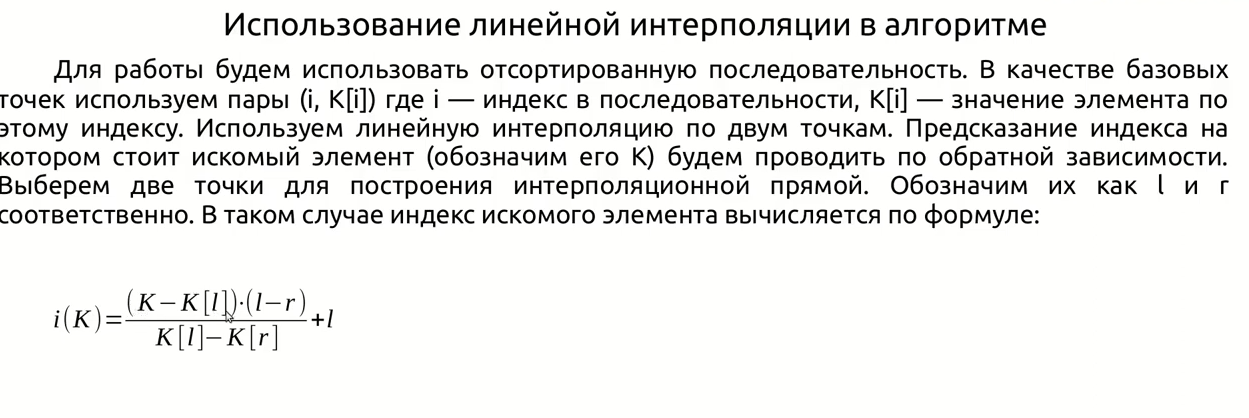 Использование линейной интерполяции в алгоритме
Для работы будем использовать отсортированную последовательность. В качестве базовых
точек используем пары (i, K[i]) где i — индекс в последовательности, K[i] — значение элемента по
этому индексу. Используем линейную интерполяцию по двум точкам. Предсказание индекса на
котором стоит искомый элемент (обозначим его K) будем проводить по обратной зависимости.
Выберем две точки для построения интерполяционной прямой. Обозначим их как l и r
соответственно. В таком случае индекс искомого элемента вычисляется по формуле:
i(K)=(K−K[l])·(l−r)/K[l]−K[r]+l